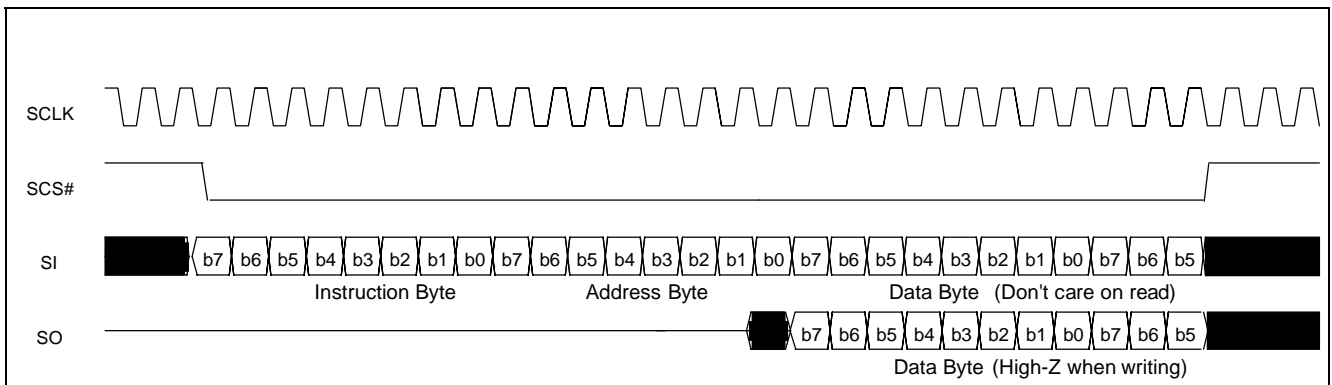 SCLK
SCS#
SI b7 b6 b5 b4 b3 b2 b1 b0 b7 b6 b5 b4 b3 b2 b1 b0 b7 b6 b5 b4 b3 b2 b1 b0 b7 b6 b5
Instruction Byte Address Byte Data Byte (Don't care on read)
SO b7 b6 b5 b4 b3 b2 b1 b0 b7 b6 b5
Data Byte (High-Z when writing)